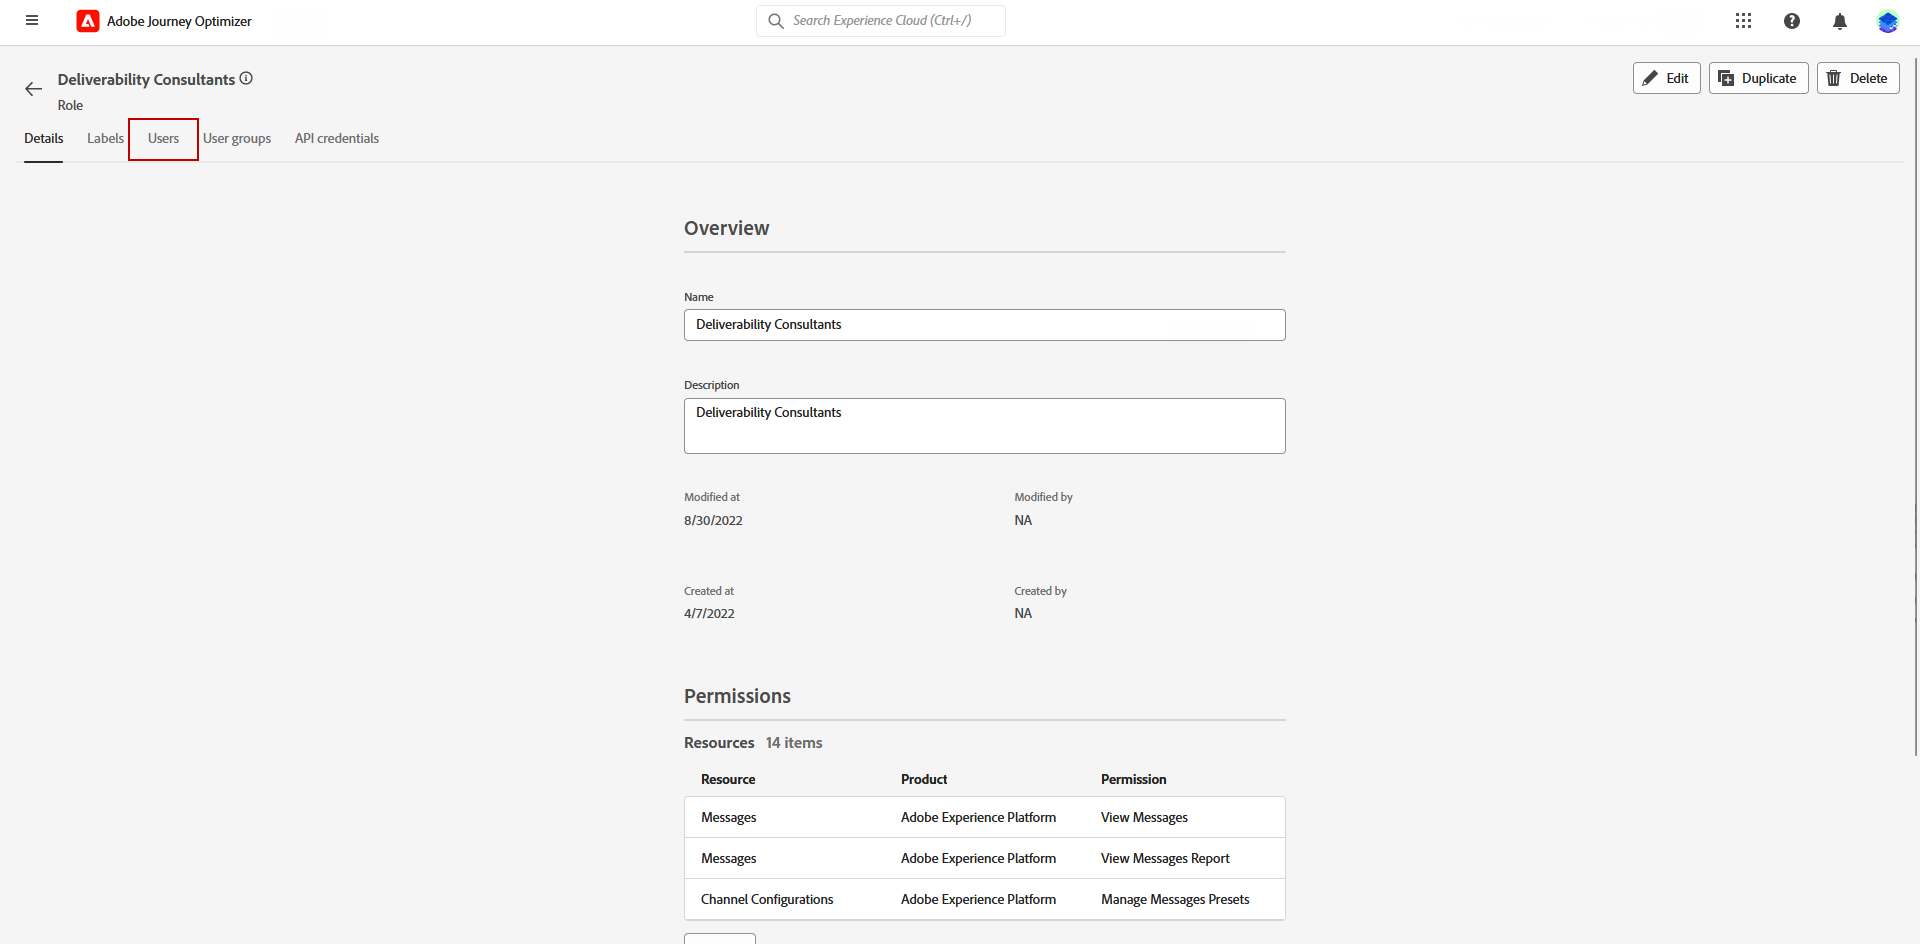 Adobe Journey Optimizer
Search Experience Cloud (Ctrl+/)
Deliverability Consultants
Role
Edit
Duplicate
Delete
Details Labels Users User groups API credentials
Overview
Name
Deliverability Consultants
Description
Deliverability Consultants
Modified at Modified by
8/30/2022 NA
Created at Created by
4/7/2022 NA
Permissions
Resources 14 items
Resource Product Permission
Messages Adobe Experience Platform View Messages
Messages Adobe Experience Platform View Messages Report
Channel Configurations Adobe Experience Platform Manage Messages Presets